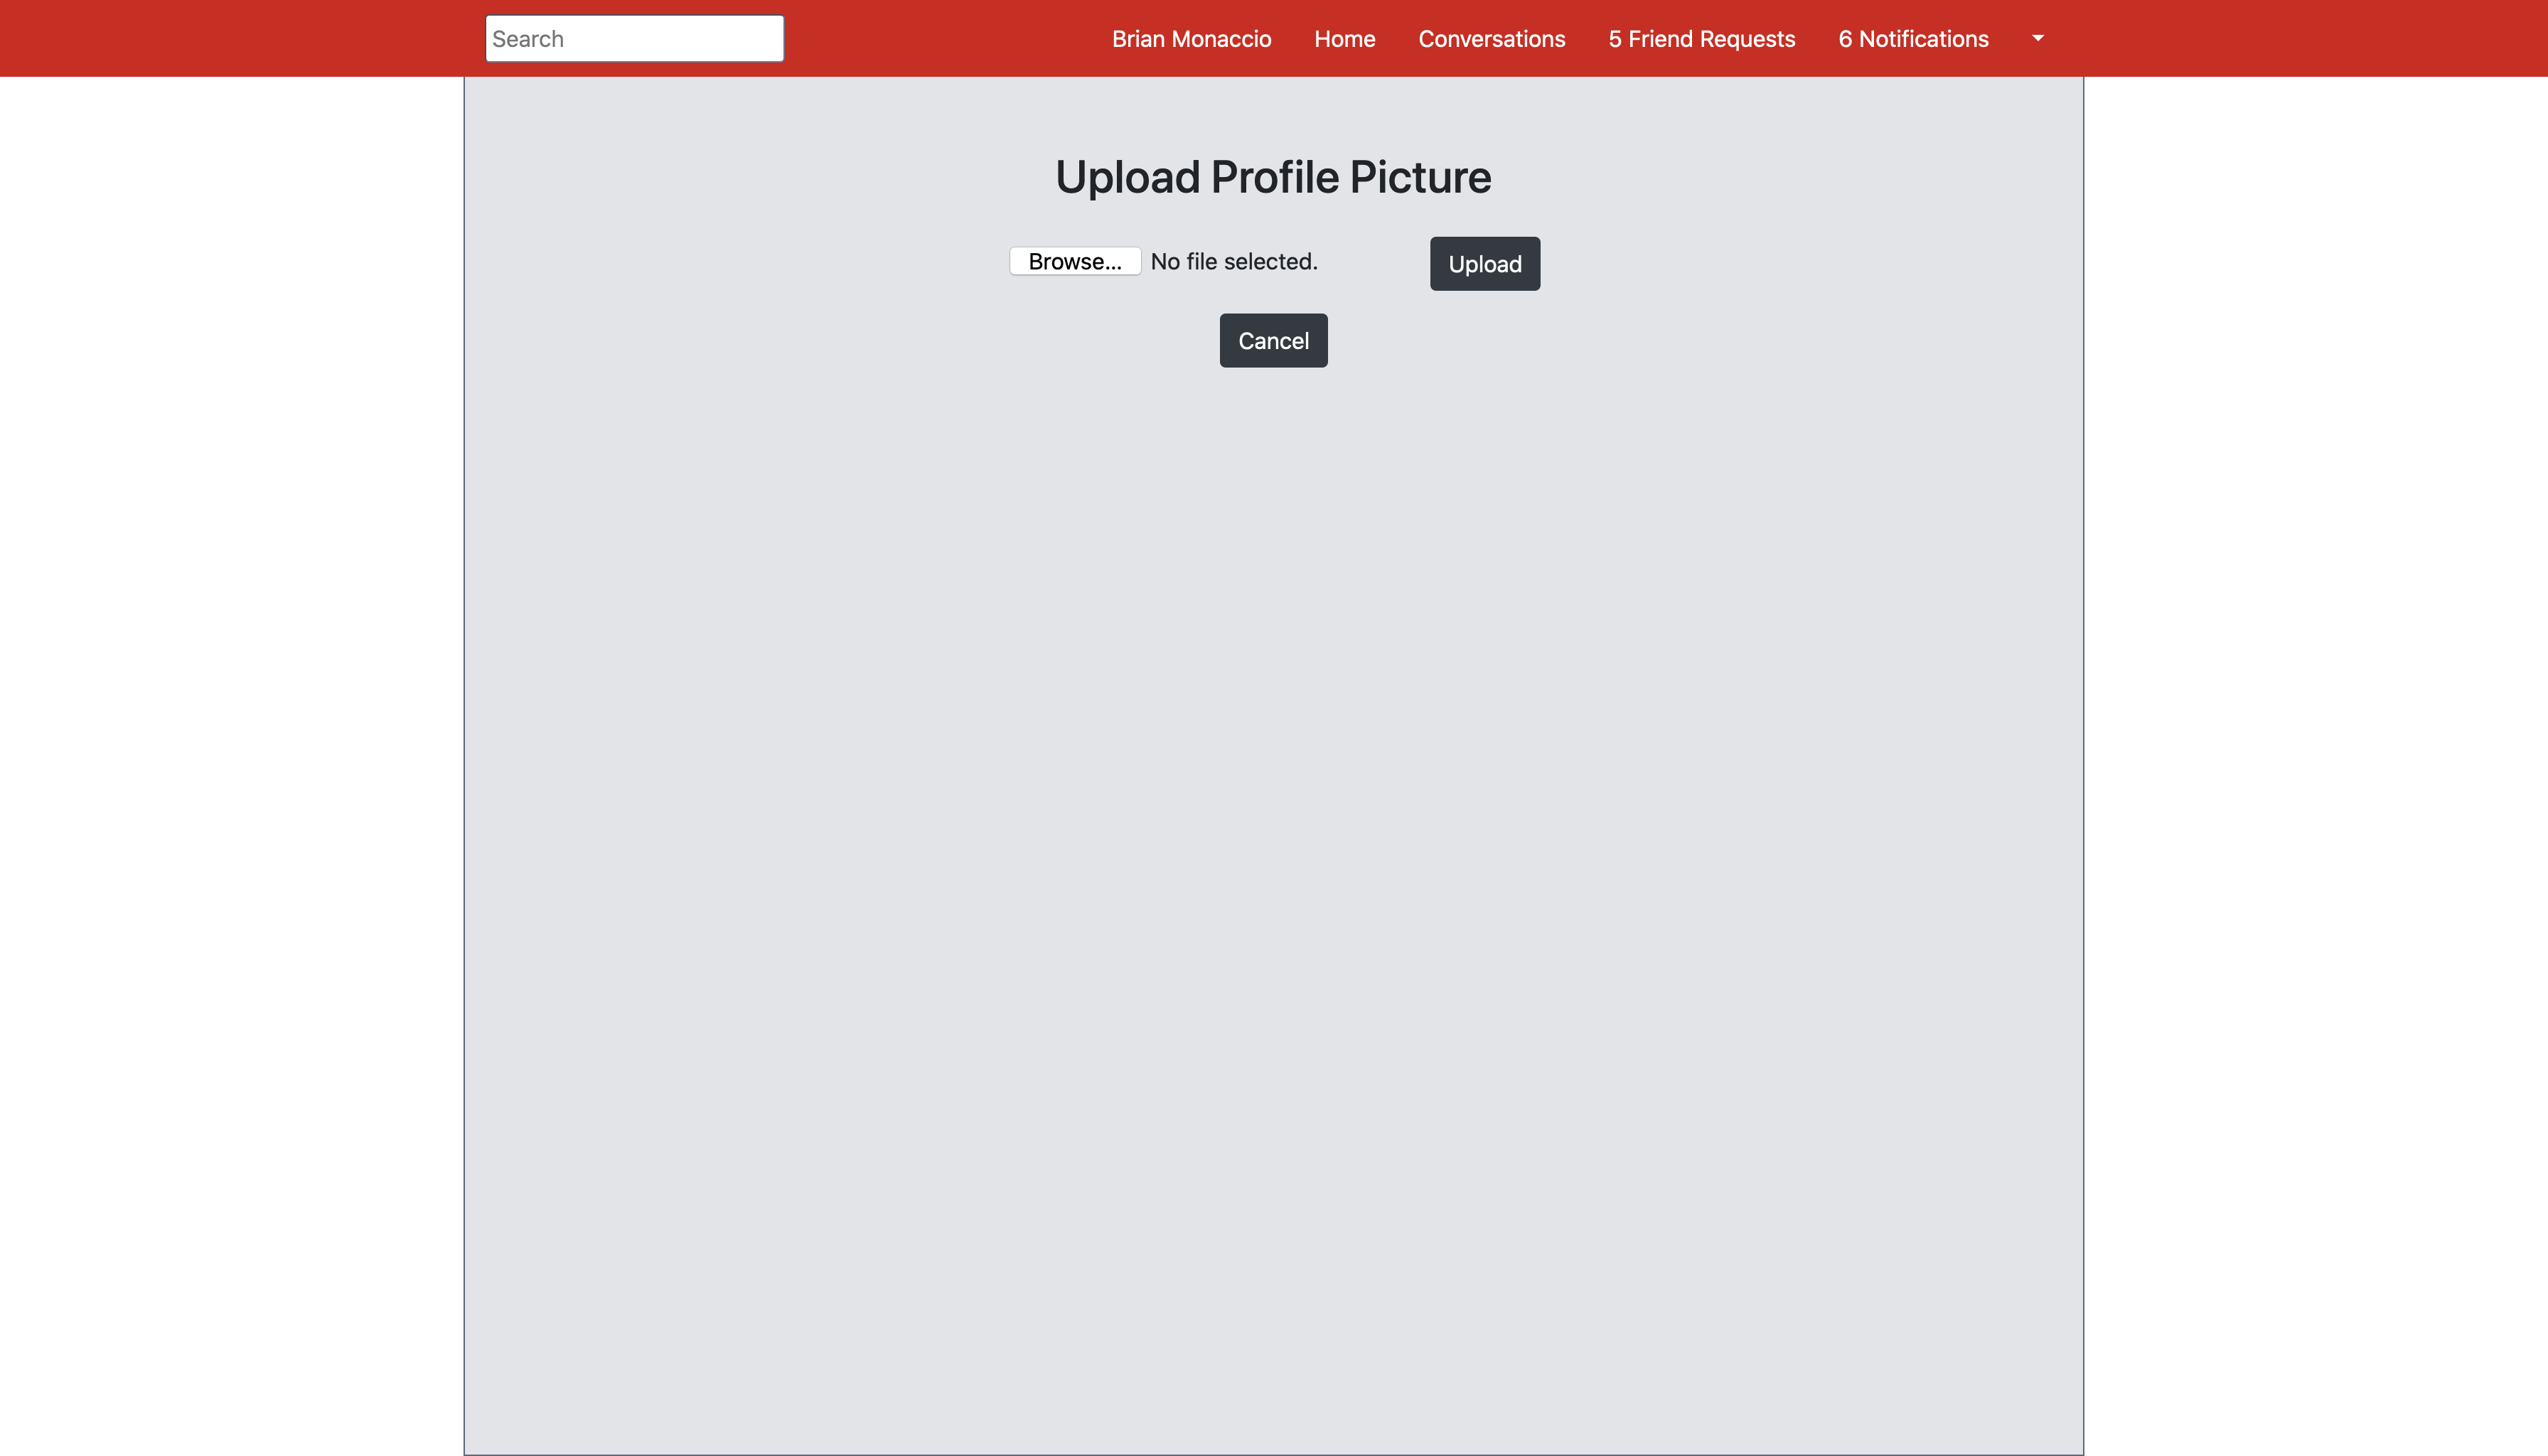 Search Brian Monaccio Home Conversations 5 Friend Requests 6 Notifications
Upload Profile Picture
Browse... No file selected. Upload
Cancel